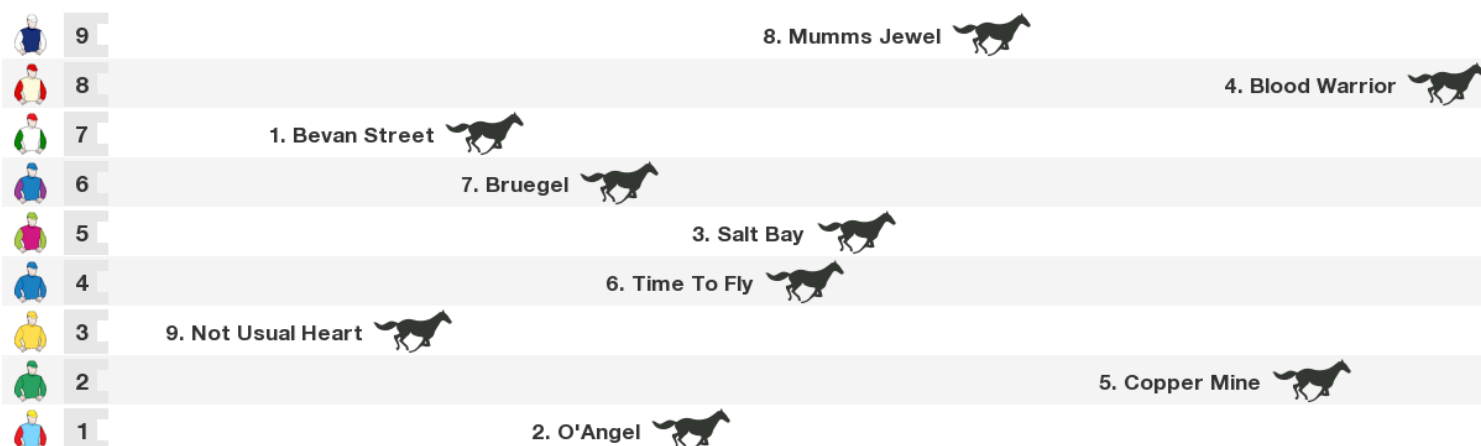 9 8. Mumms Jewel
8 4. Blood Warrior
7 1. Bevan Street
6 7. Bruegel
5 3. Salt Bay
4 6. Time To Fly
3 9. Not Usual Heart
2 5. Copper Mine
1 2. O'Angel